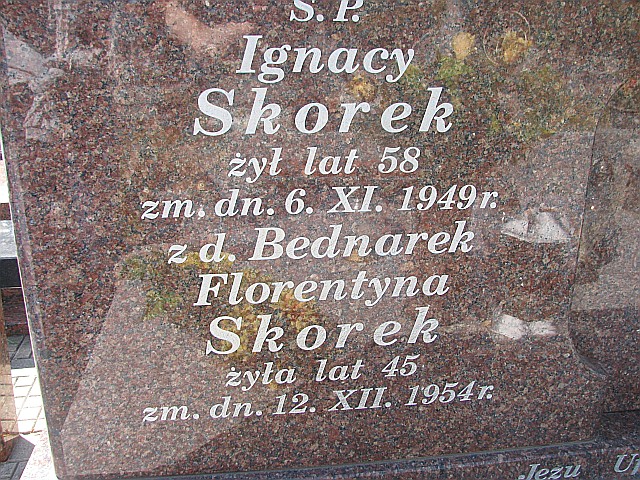 Ś. P.
Ignacy
Skorek
żył lat 58
zm. dn. 6. XI. 1949 r.
z d. Bednarek
Florentyna
Skorek
żyła lat 45
zm. dn. 12. XII. 1954 r.
Jezu